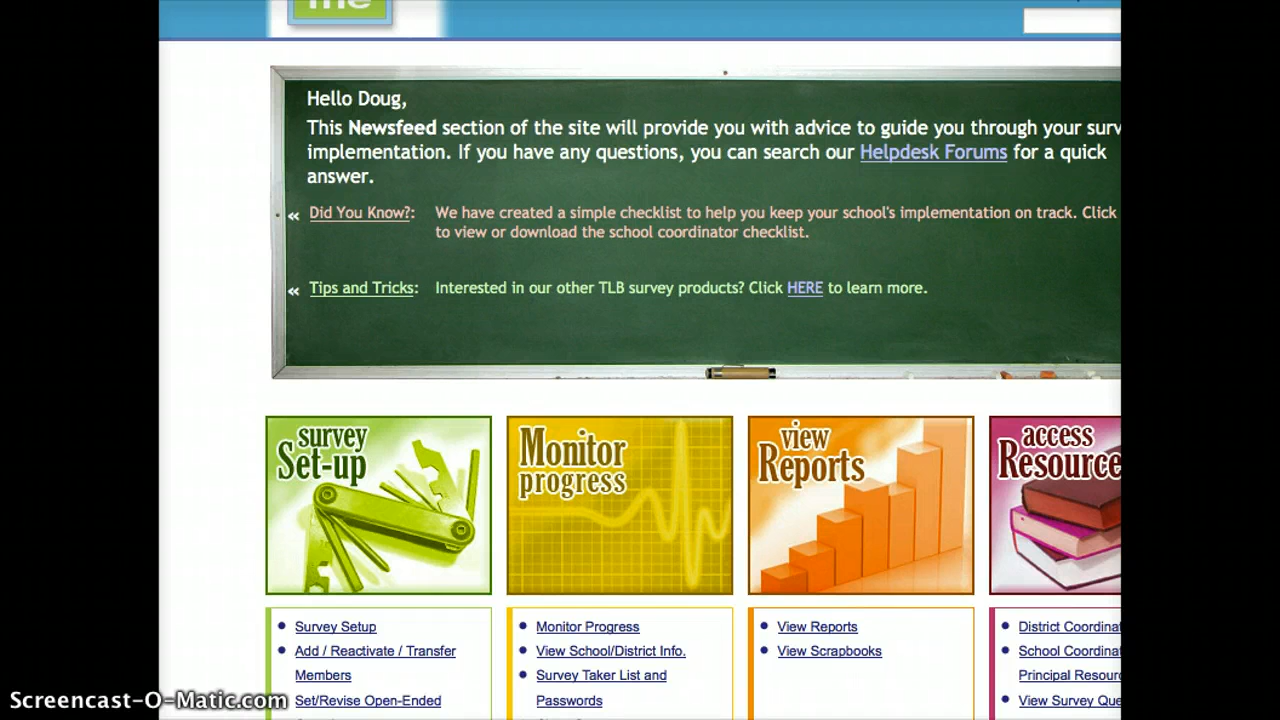 me
Hello Doug,
This Newsfeed section of the site will provide you with advice to guide you through your surv
implementation. If you have any questions, you can search our Helpdesk Forums for a quick
answer.
« Did You Know?: We have created a simple checklist to help you keep your school's implementation on track. Click
to view or download the school coordinator checklist.
« Tips and Tricks: Interested in our other TLB survey products? Click HERE to learn more.
survey
Set-up
Monitor
progress
view
Reports
access
Resource
• Survey Setup
• Add / Reactivate / Transfer
Members
Set/Revise Open-Ended
• Monitor Progress
• View School/District Info.
• Survey Taker List and
Passwords
• View Reports
• View Scrapbooks
• District Coordina
• School Coordina
Principal Resour
• View Survey Que
Screencast-O-Matic.com